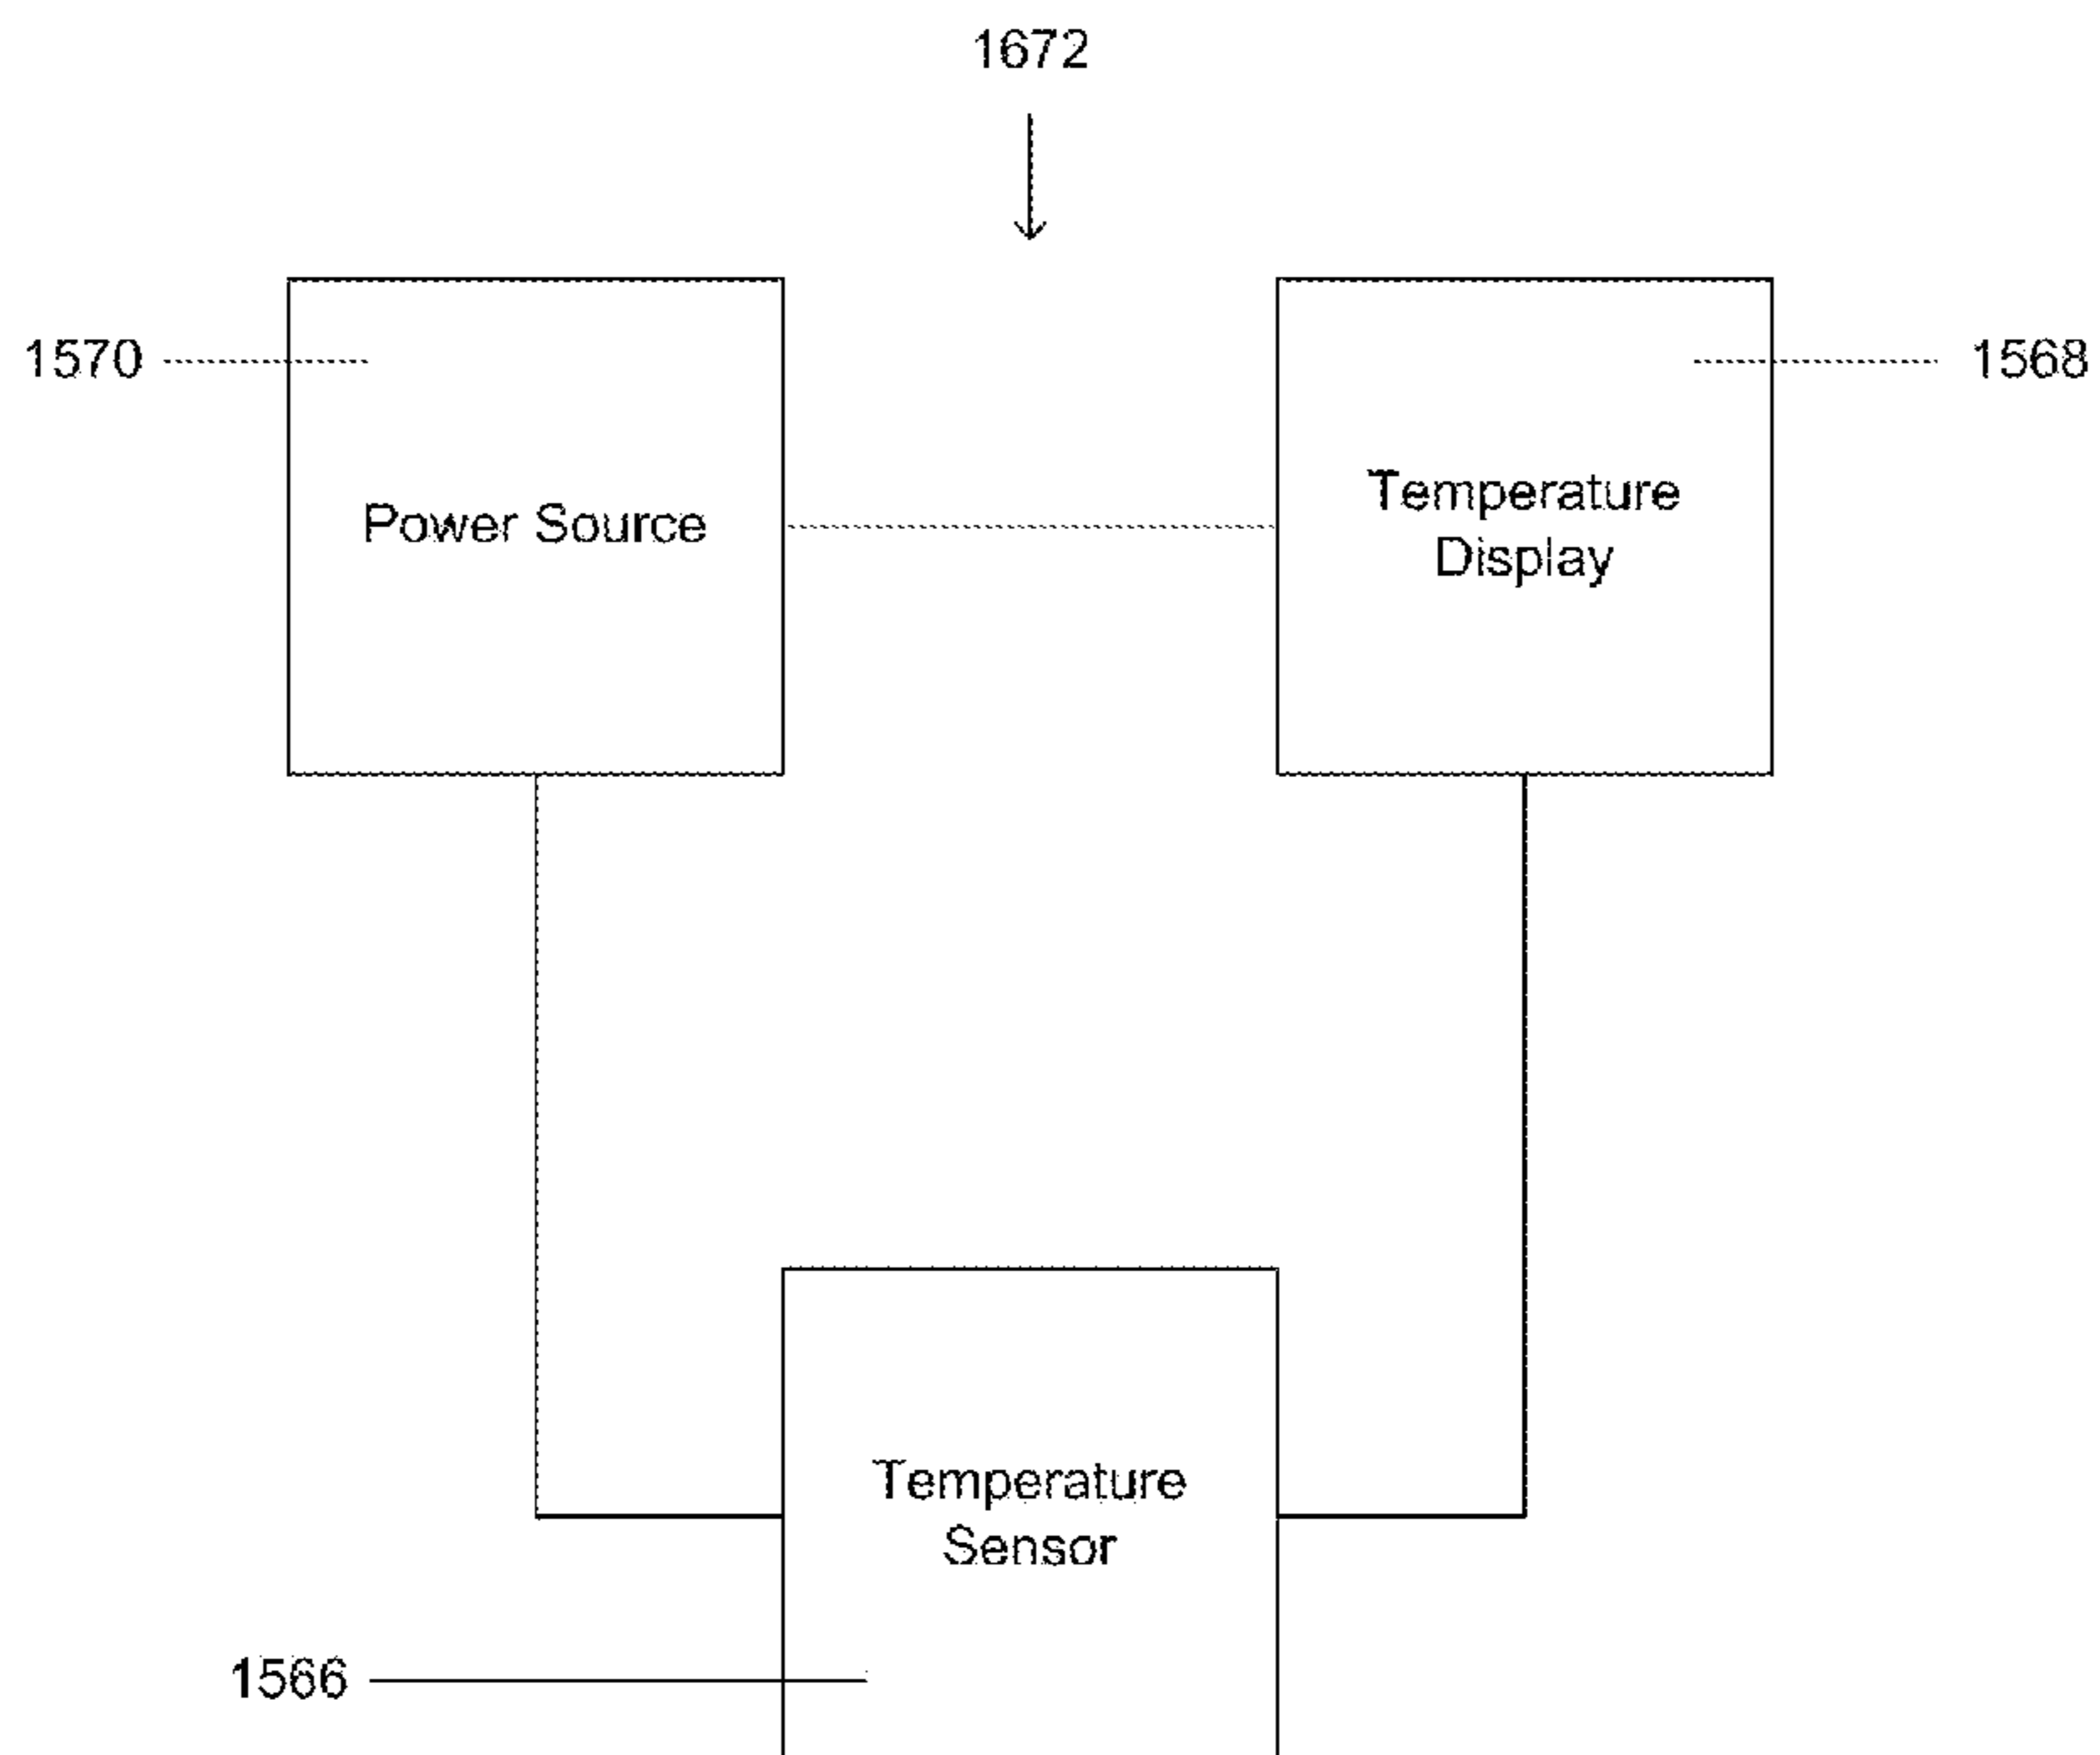 1672
1570
1568
Power Source
Temperature
Display
Temperature
Sensor
1566